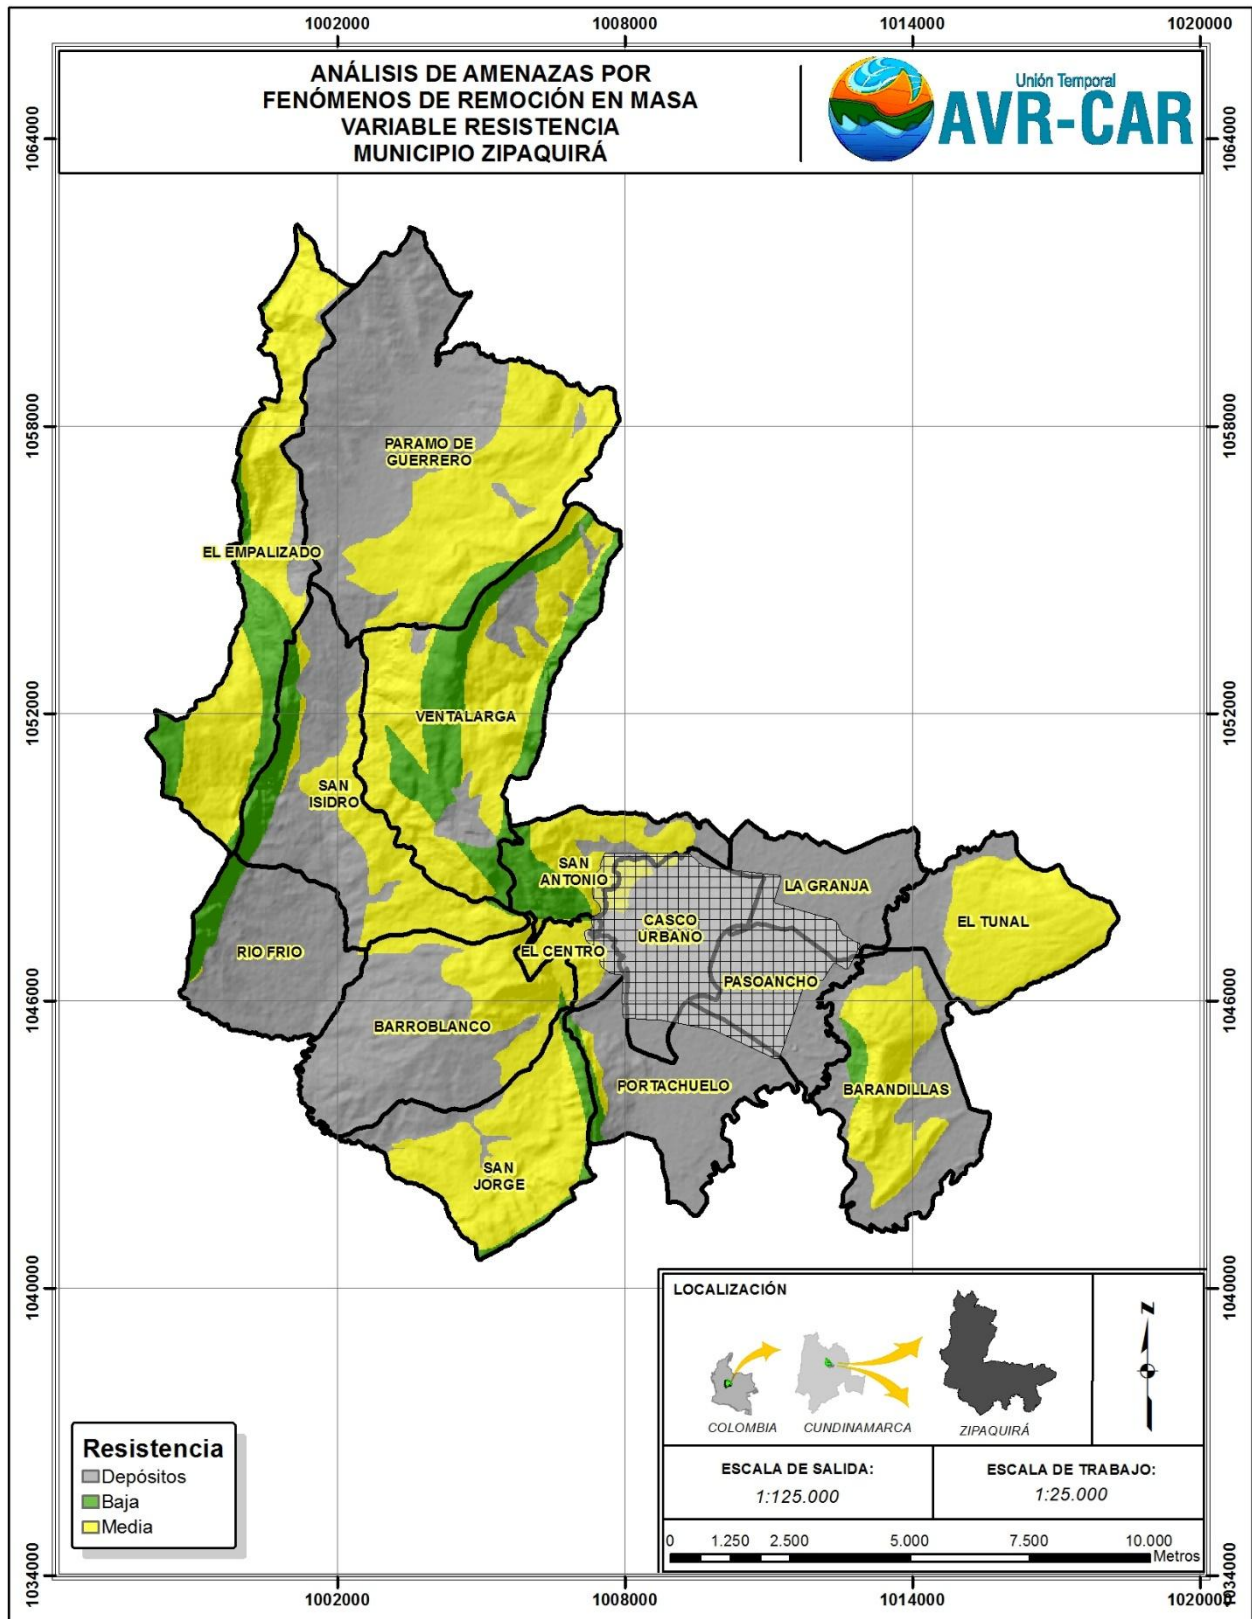 1002000
1008000
1014000
1020000
ANÁLISIS DE AMENAZAS POR
FENÓMENOS DE REMOCIÓN EN MASA
VARIABLE RESISTENCIA
MUNICIPIO ZIPAQUIRÁ
Unión Temporal
AVR-CAR
1064000
1064000
1058000
1058000
PARAMO DE
GUERRERO
EL EMPALIZADO
1052000
1052000
VENTALARGA
SAN
ISIDRO
SAN
ANTONIO
LA GRANJA
CASCO
URBANO
EL TUNAL
RIO FRIO
EL CENTRO
PASOANCHO
1046000
1046000
BARROBLANCO
PORTACHUELO
BARANDILLAS
SAN
JORGE
1040000
1040000
LOCALIZACIÓN
COLOMBIA
CUNDINAMARCA
ZIPAQUIRÁ
N
ESCALA DE SALIDA:
1:125.000
ESCALA DE TRABAJO:
1:25.000
0 1.250 2.500 5.000 7.500 10.000
Metros
Resistencia
Depósitos
Baja
Media
1034000
1034000
1002000
1008000
1014000
1020000